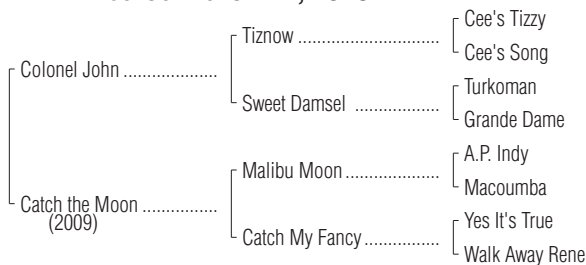 Cee's Tizzy
Tiznow
Cee's Song
Colonel John
Turkoman
Sweet Damsel
Grande Dame
A.P. Indy
Malibu Moon
Macoumba
Catch the Moon
(2009)
Yes It's True
Catch My Fancy
Walk Away Rene